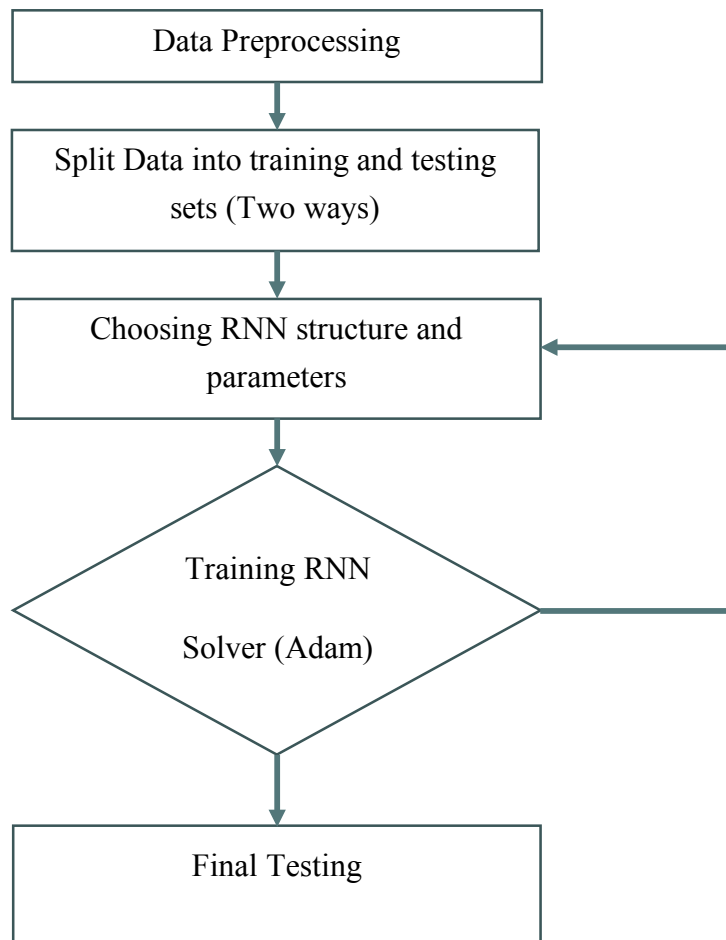 Data Preprocessing
Split Data into training and testing
sets (Two ways)
Choosing RNN structure and
parameters
Training RNN
Solver (Adam)
Final Testing